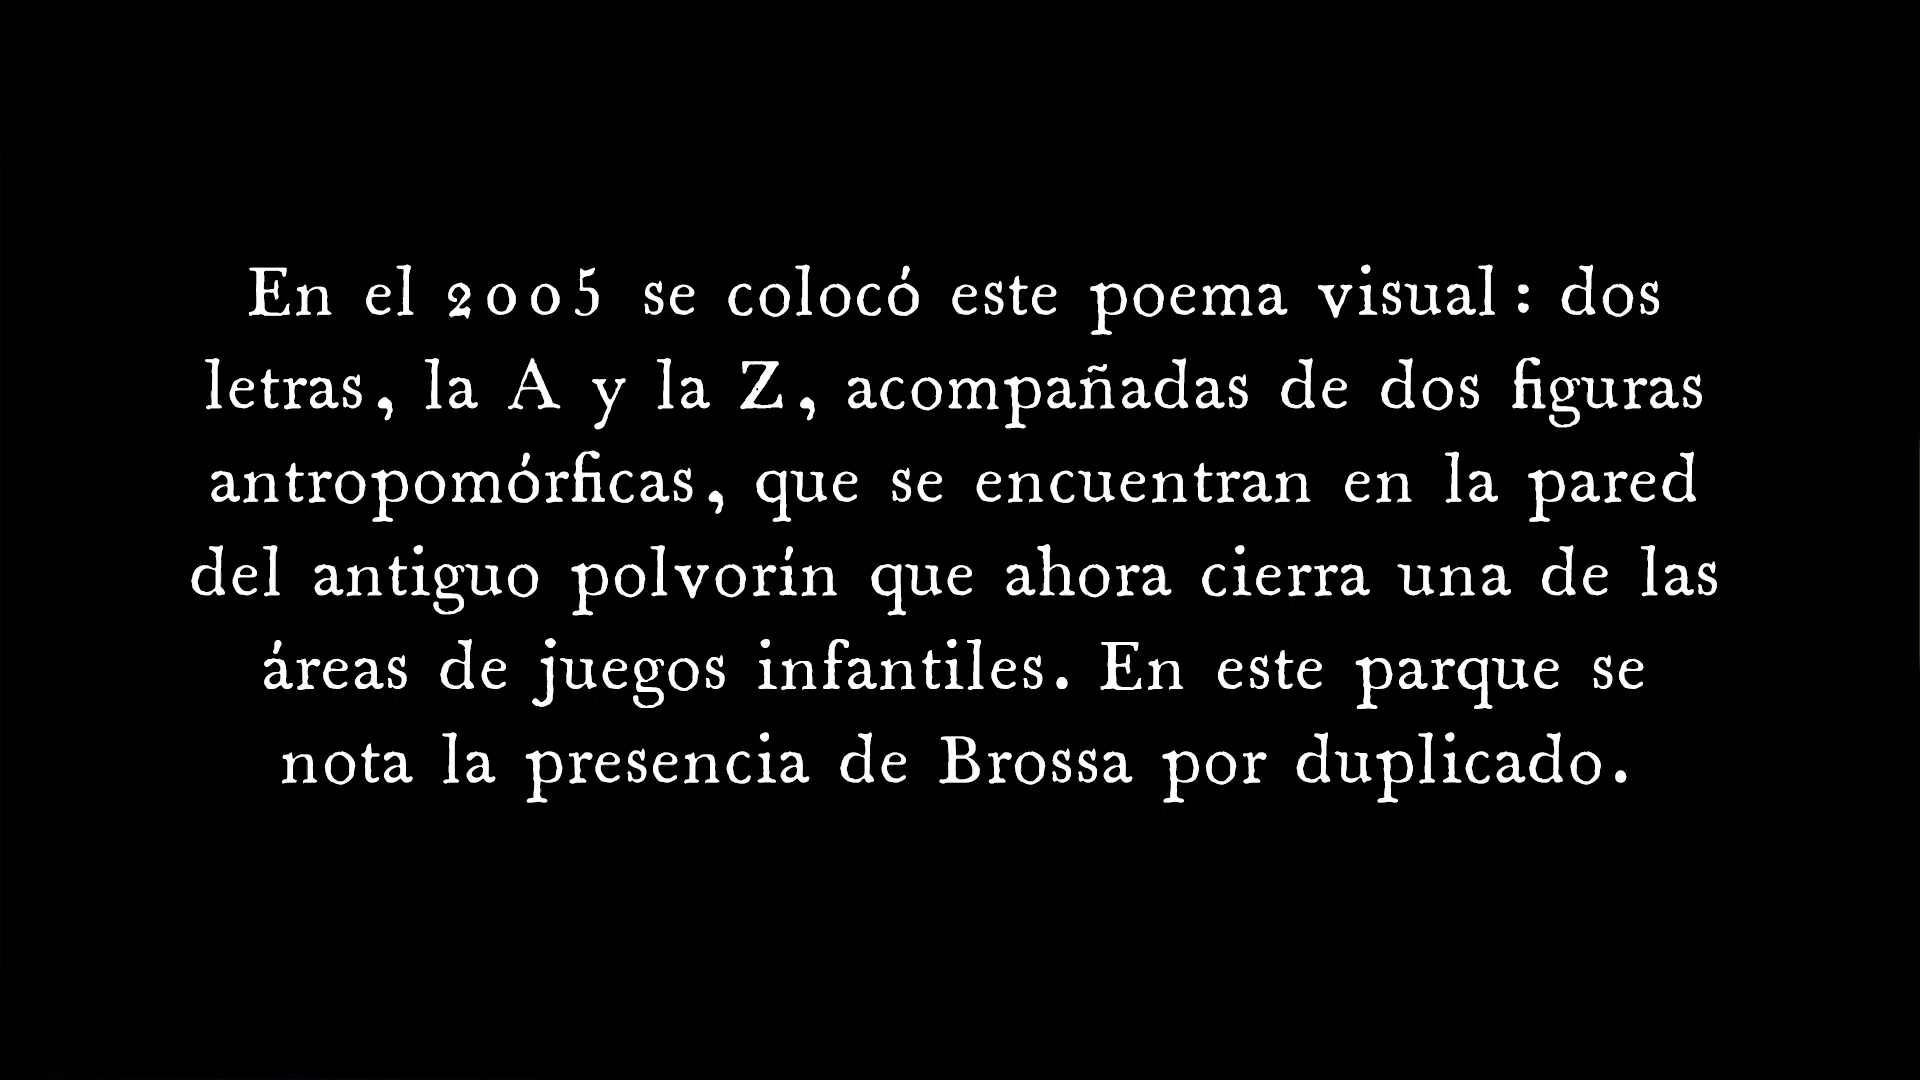 En el 2005 se colocó este poema visual: dos
letras, la A y la Z, acompañadas de dos figuras
antropomórficas, que se encuentran en la pared
del antiguo polvorín que ahora cierra una de las
áreas de juegos infantiles. En este parque se
nota la presencia de Brossa por duplicado.